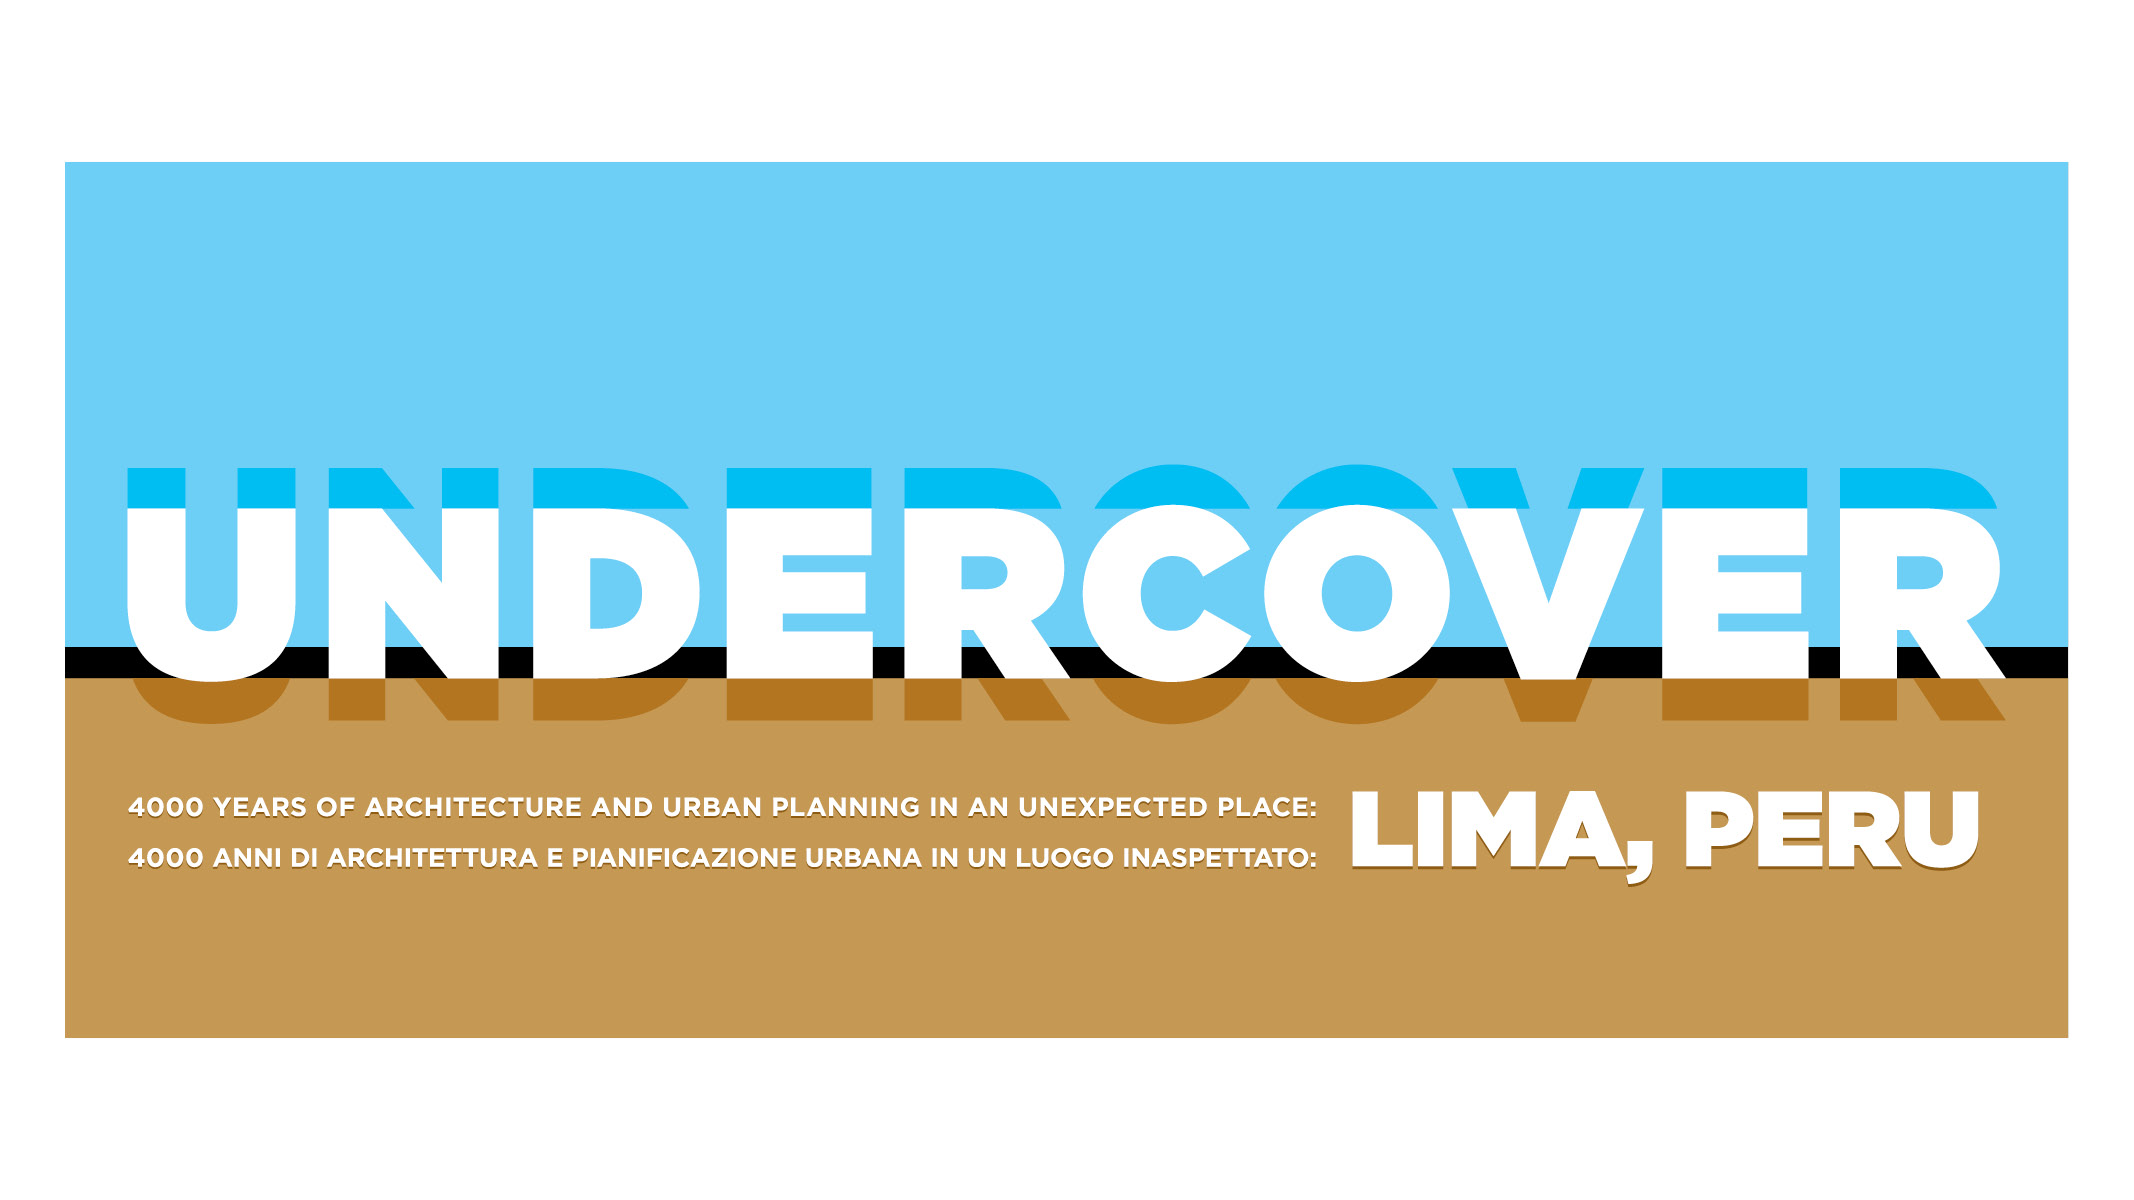 UNDERCOVER
4000 YEARS OF ARCHITECTURE AND URBAN PLANNING IN AN UNEXPECTED PLACE:
4000 ANNI DI ARCHITETTURA E PIANIFICAZIONE URBANA IN UN LUOGO INASPETTATO:
LIMA, PERU